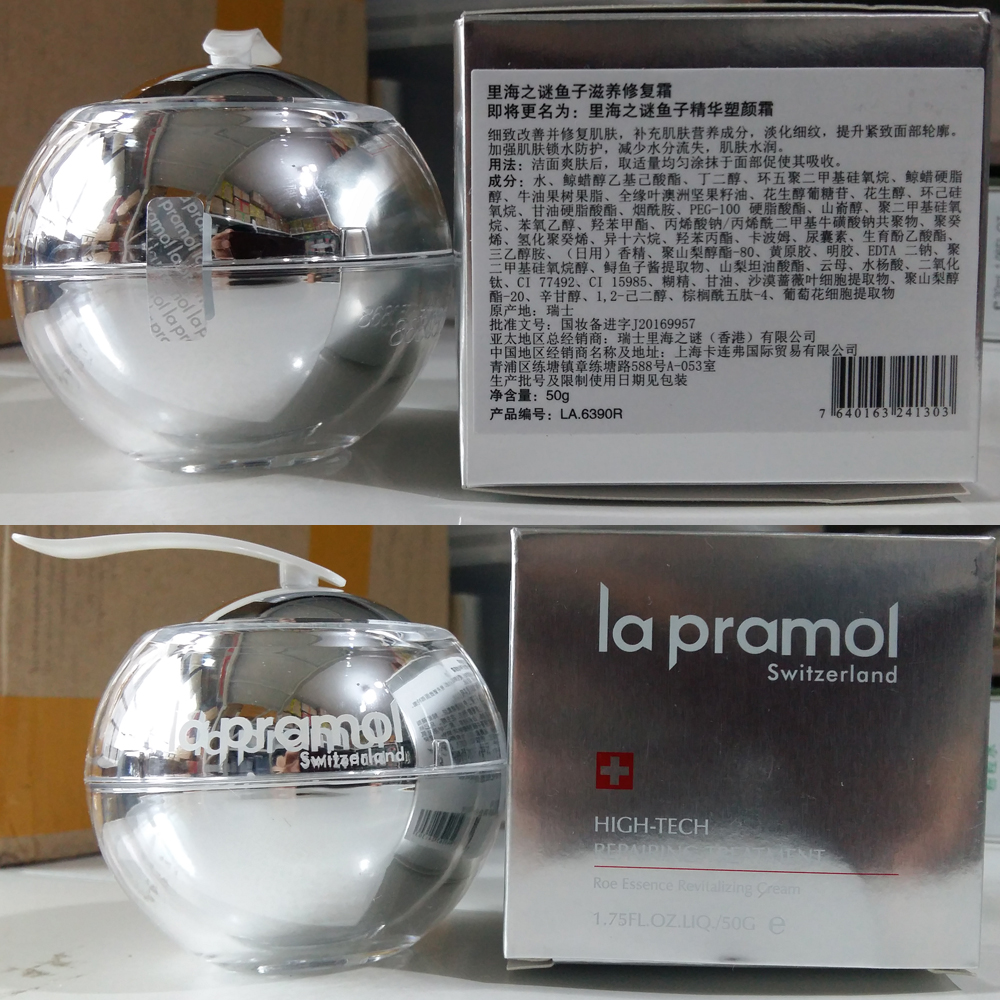 里海之谜鱼子滋养修复霜
即将更名为：里海之谜鱼子精华塑颜霜
细致改善并修复肌肤，补充肌肤营养成分，淡化细纹，提升紧致面部轮廓。
加强肌肤锁水防护，减少水分流失，肌肤水润。
用法：洁面爽肤后，取适量均匀涂抹于面部促使其吸收。
成分：水、鲸蜡醇乙基己酸酯、丁二醇、环五聚二甲基硅氧烷、鲸蜡硬脂
醇、牛油果树果脂、全缘叶澳洲坚果籽油、花生醇葡糖苷、花生醇、环己硅
氧烷、甘油硬脂酸酯、烟酰胺、PEG-100 硬脂酸酯、山嵛醇、聚二甲基硅氧
烷、苯氧乙醇、羟苯甲酯、丙烯酸钠/丙烯酰二甲基牛磺酸钠共聚物、聚癸
烯、氢化聚癸烯、异十六烷、羟苯丙酯、卡波姆、尿囊素、生育酚乙酸酯、
三乙醇胺、（日用）香精、聚山梨醇酯-80、黄原胶、明胶、EDTA 二钠、聚
二甲基硅氧烷醇、鲟鱼子酱提取物、山梨坦油酸酯、云母、水杨酸、二氧化
钛、CI 77492、CI 15985、糊精、甘油、沙漠蔷薇叶细胞提取物、聚山梨醇
酯-20、辛甘醇、1,2-己二醇、棕榈酰五肽-4、葡萄花细胞提取物
原产地：瑞士
批准文号：国妆备进字J20169957
亚太地区总经销商：瑞士里海之谜（香港）有限公司
中国地区经销商名称及地址：上海卡连弗国际贸易有限公司
青浦区练塘镇章练塘路588号A-053室
生产批号及限制使用日期见包装
净含量：50g
产品编号：LA.6390R
7 640163 241303
la pramol
Switzerland
la pramol
Switzerland
HIGH-TECH
REPAIRING TREATMENT
Roe Essence Revitalizing Cream
1.75FL.OZ.LIQ./50G ℮